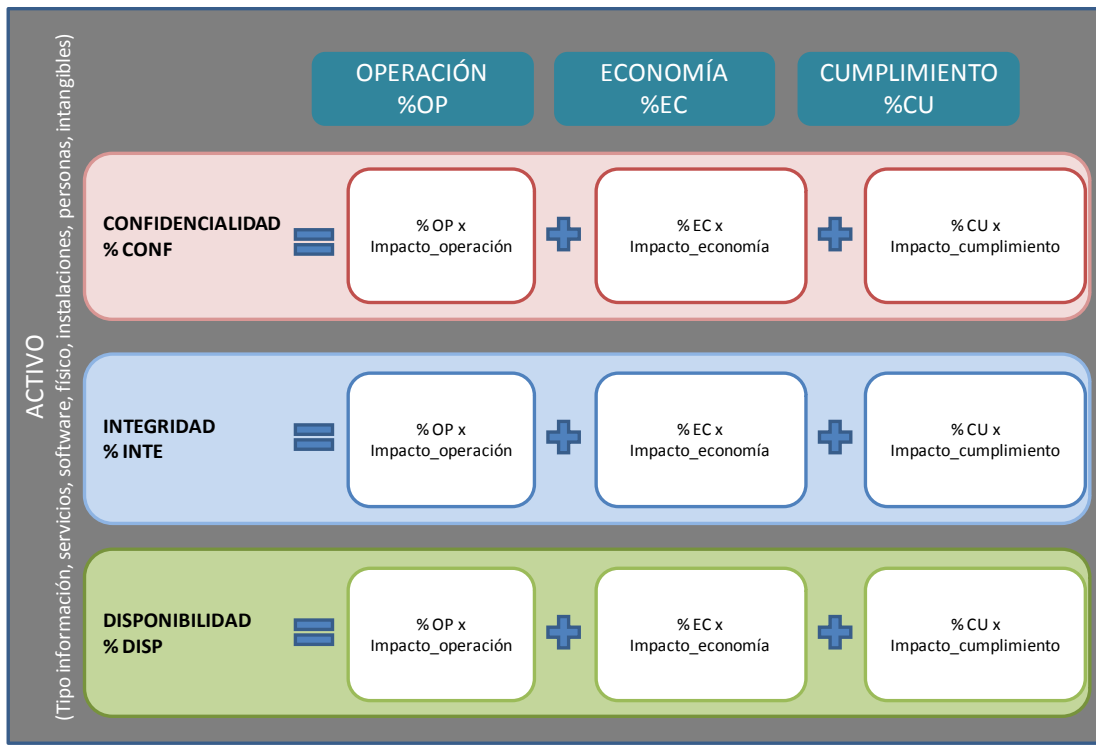 ACTIVO
(Tipo información, servicios, software, físico, instalaciones, personas, intangibles)
OPERACIÓN
%OP
ECONOMÍA
%EC
CUMPLIMIENTO
%CU
CONFIDENCIALIDAD
% CONF
% OP x
Impacto_operación
% EC x
Impacto_economía
% CU x
Impacto_cumplimiento
INTEGRIDAD
% INTE
% OP x
Impacto_operación
% EC x
Impacto_economía
% CU x
Impacto_cumplimiento
DISPONIBILIDAD
% DISP
% OP x
Impacto_operación
% EC x
Impacto_economía
% CU x
Impacto_cumplimiento